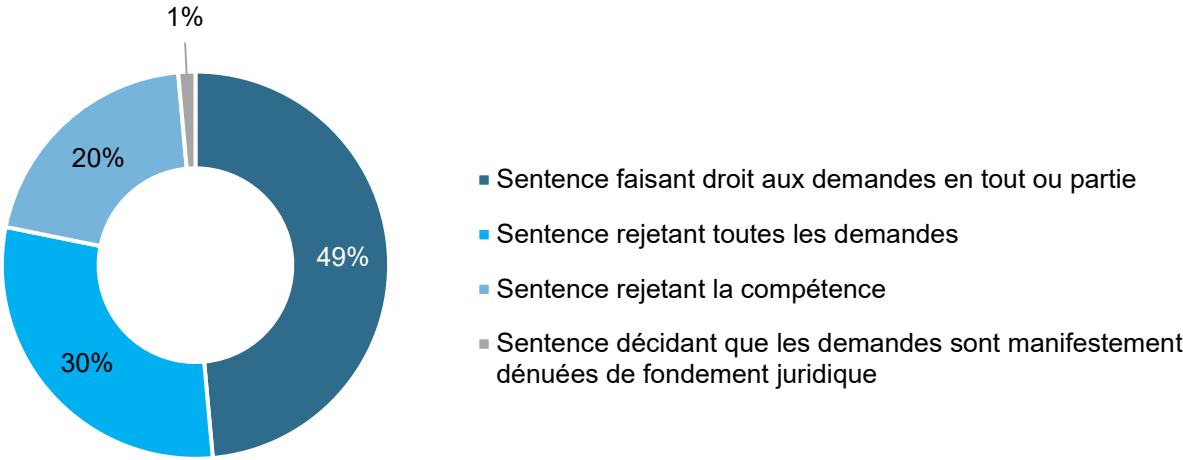 1%
20%
49%
30%
Sentence faisant droit aux demandes en tout ou partie
Sentence rejetant toutes les demandes
Sentence rejetant la compétence
Sentence décidant que les demandes sont manifestement
dénuées de fondement juridique